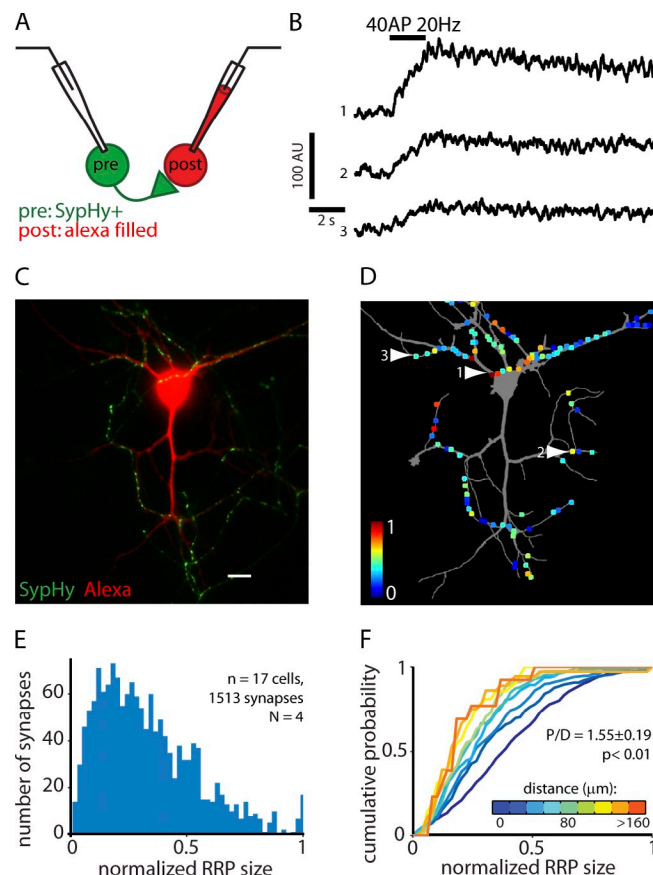 A
pre
post
pre: SypHy+
post: alexa filled
B
40AP 20Hz
1
2
3
100 AU
2 s
C
SypHy Alexa
D
3
1
2
1
0
E
number of synapses
60
40
20
0
n = 17 cells,
1513 synapses
N = 4
0 0.5 1
normalized RRP size
F
cumulative probability
1
0.5
0
P/D = 1.55±0.19
p< 0.01
distance (μm):
0 80 >160
0 0.5 1
normalized RRP size